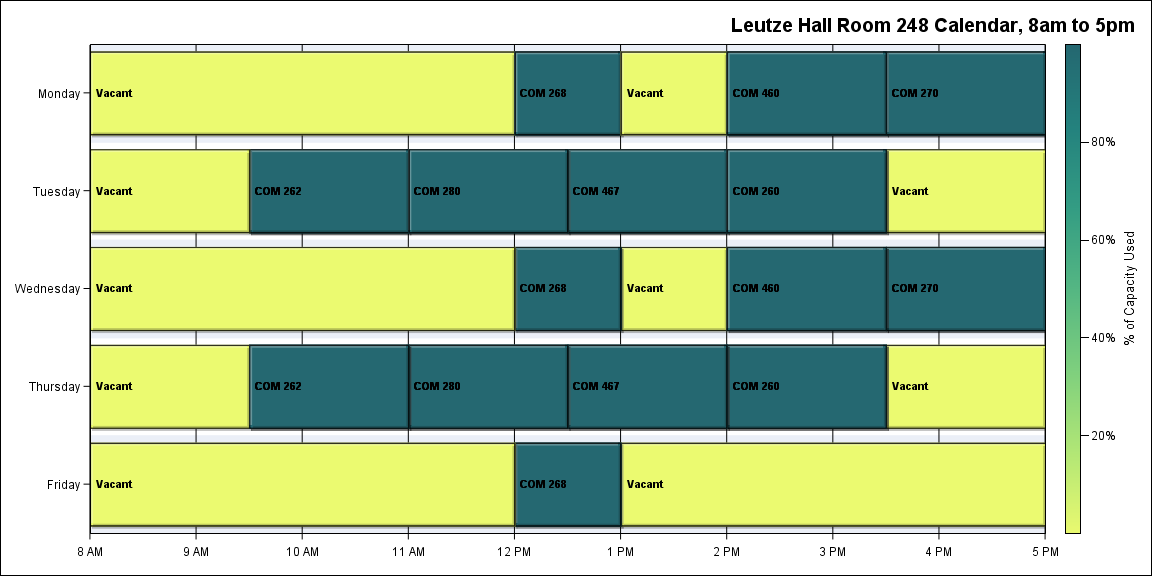 Leutze Hall Room 248 Calendar, 8am to 5pm
Monday
Vacant
COM 268
Vacant
COM 460
COM 270
Tuesday
Vacant
COM 262
COM 280
COM 467
COM 260
Vacant
Wednesday
Vacant
COM 268
Vacant
COM 460
COM 270
Thursday
Vacant
COM 262
COM 280
COM 467
COM 260
Vacant
Friday
Vacant
COM 268
Vacant
8 AM
9 AM
10 AM
11 AM
12 PM
1 PM
2 PM
3 PM
4 PM
5 PM
80%
60%
40%
20%
% of Capacity Used